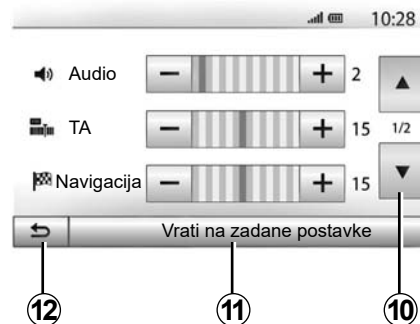 10:28
Audio − + 2
TA − + 15 1/2
Navigacija − + 15
Vrati na zadane postavke
12 11 10